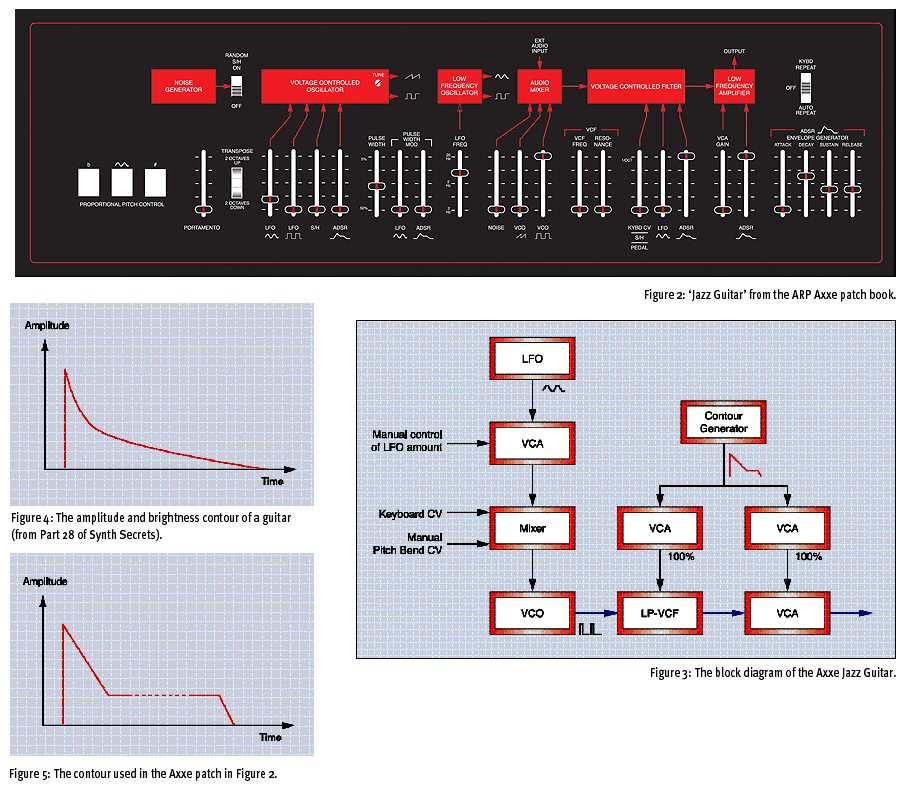 EXT
AUDIO
INPUT
OUTPUT
RANDOM
S/H
ON
OFF
NOISE
GENERATOR
VOLTAGE CONTROLLED
OSCILLATOR
TUNE
LOW
FREQUENCY
OSCILLATOR
AUDIO
MIXER
VOLTAGE CONTROLLED FILTER
LOW
FREQUENCY
AMPLIFIER
KYBD
REPEAT
OFF
AUTO
REPEAT
TRANSPOSE
2 OCTAVES
UP
2 OCTAVES
DOWN
PULSE
WIDTH
5%
50%
PULSE
WIDTH
MOD
LFO
FREQ
VCF
VCF
FREQ
RESO-
NANCE
VCA
GAIN
ADSR
ENVELOPE GENERATOR
ATTACK
DECAY
SUSTAIN
RELEASE
b
#
PROPORTIONAL PITCH CONTROL
PORTAMENTO
LFO
LFO
S/H
ADSR
LFO
ADSR
NOISE
VCO
VCO
KYBD CV
S/H
PEDAL
LFO
ADSR
ADSR
Figure 2: ‘Jazz Guitar’ from the ARP Axxe patch book.
Amplitude
Time
Figure 4: The amplitude and brightness contour of a guitar
(from Part 28 of Synth Secrets).
Amplitude
Time
Figure 5: The contour used in the Axxe patch in Figure 2.
LFO
Contour
Generator
Manual control
of LFO amount
VCA
Keyboard CV
Manual
Pitch Bend CV
Mixer
VCA
VCA
100%
100%
VCO
LP-VCF
VCA
Figure 3: The block diagram of the Axxe Jazz Guitar.